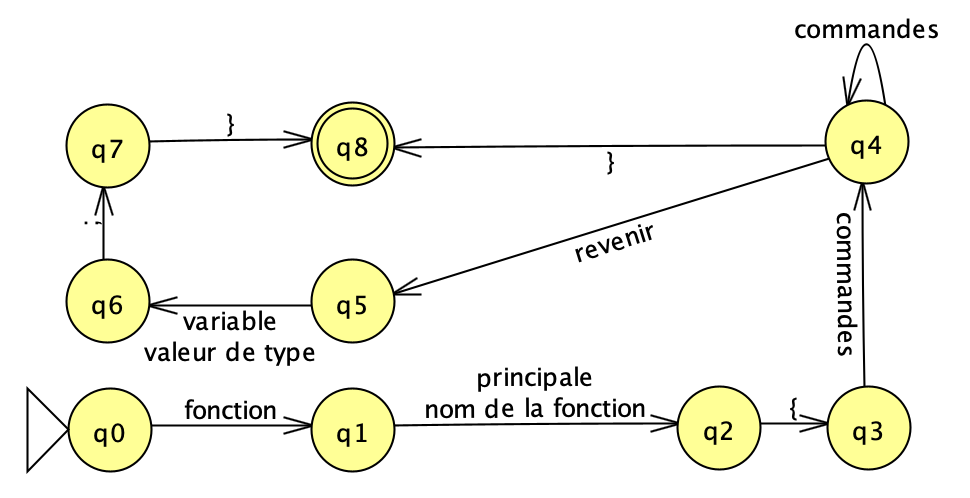 commandes
q7
}
q8
}
q4
;
revenir
commandes
q6
variable
valeur de type
q5
q0
fonction
q1
principale
nom de la fonction
q2
{
q3